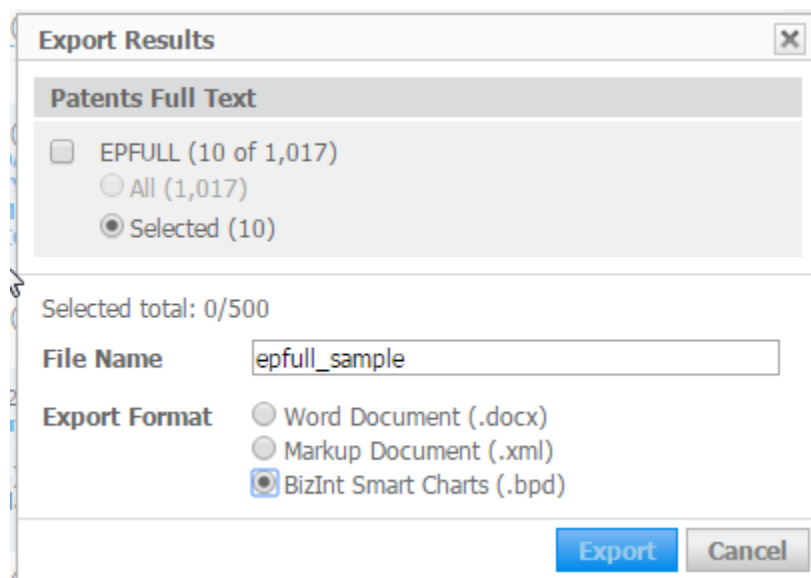 Export Results
Patents Full Text
EPFULL (10 of 1,017)
All (1,017)
Selected (10)
Selected total: 0/500
File Name epfull_sample
Export Format Word Document (.docx)
Markup Document (.xml)
BizInt Smart Charts (.bpd)
Export Cancel